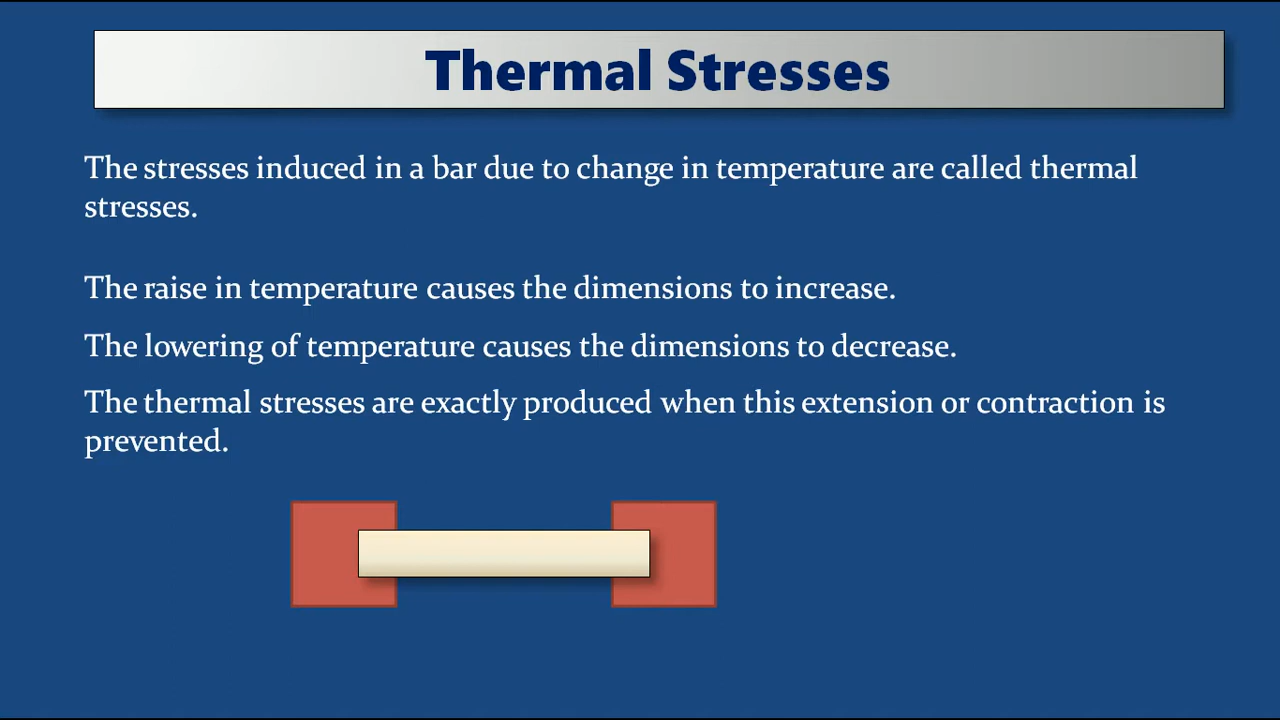 Thermal Stresses
The stresses induced in a bar due to change in temperature are called thermal
stresses.
The raise in temperature causes the dimensions to increase.
The lowering of temperature causes the dimensions to decrease.
The thermal stresses are exactly produced when this extension or contraction is
prevented.